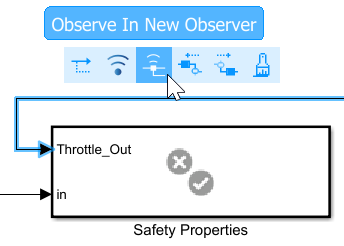 Observe In New Observer
Throttle_Out
in
Safety Properties